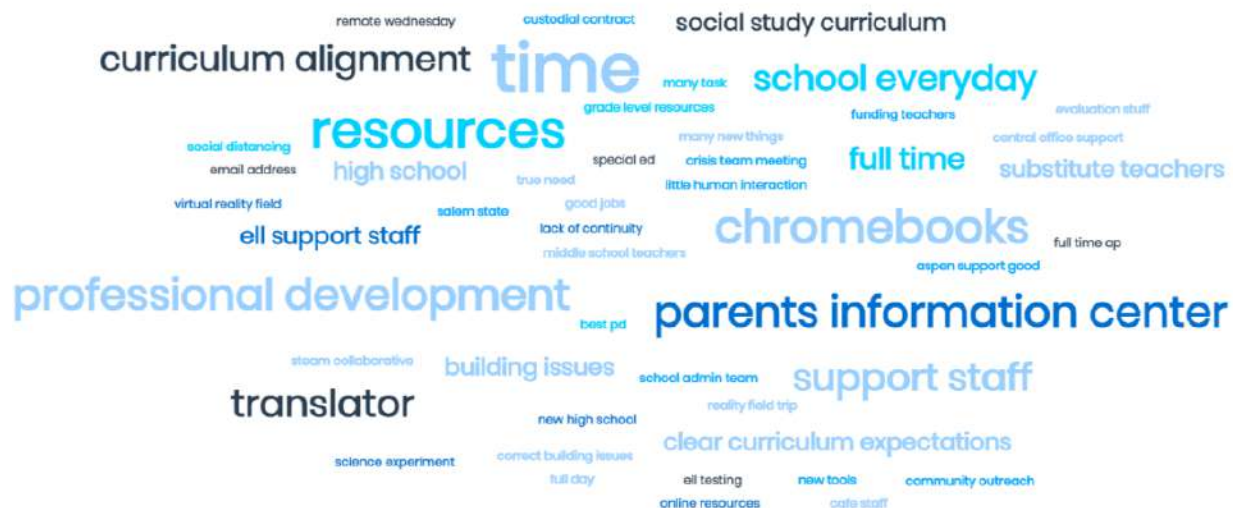 remote wednesday
custodial contract
social study curriculum
curriculum alignment
time
many task
school everyday
grade level resources
funding teachers
evaluation stuff
resources
social distancing
many new things
central office support
email address
high school
special ed
crisis team meeting
full time
substitute teachers
true need
little human interaction
virtual reality field
salem state
good jobs
chromebooks
ell support staff
lack of continuity
full time ap
middle school teachers
aspen support good
professional development
parents information center
best pd
steam collaborative
building issues
school admin team
support staff
translator
reality field trip
new high school
clear curriculum expectations
science experiment
correct building issues
full day
ell testing
new tools
community outreach
online resources
cafe staff